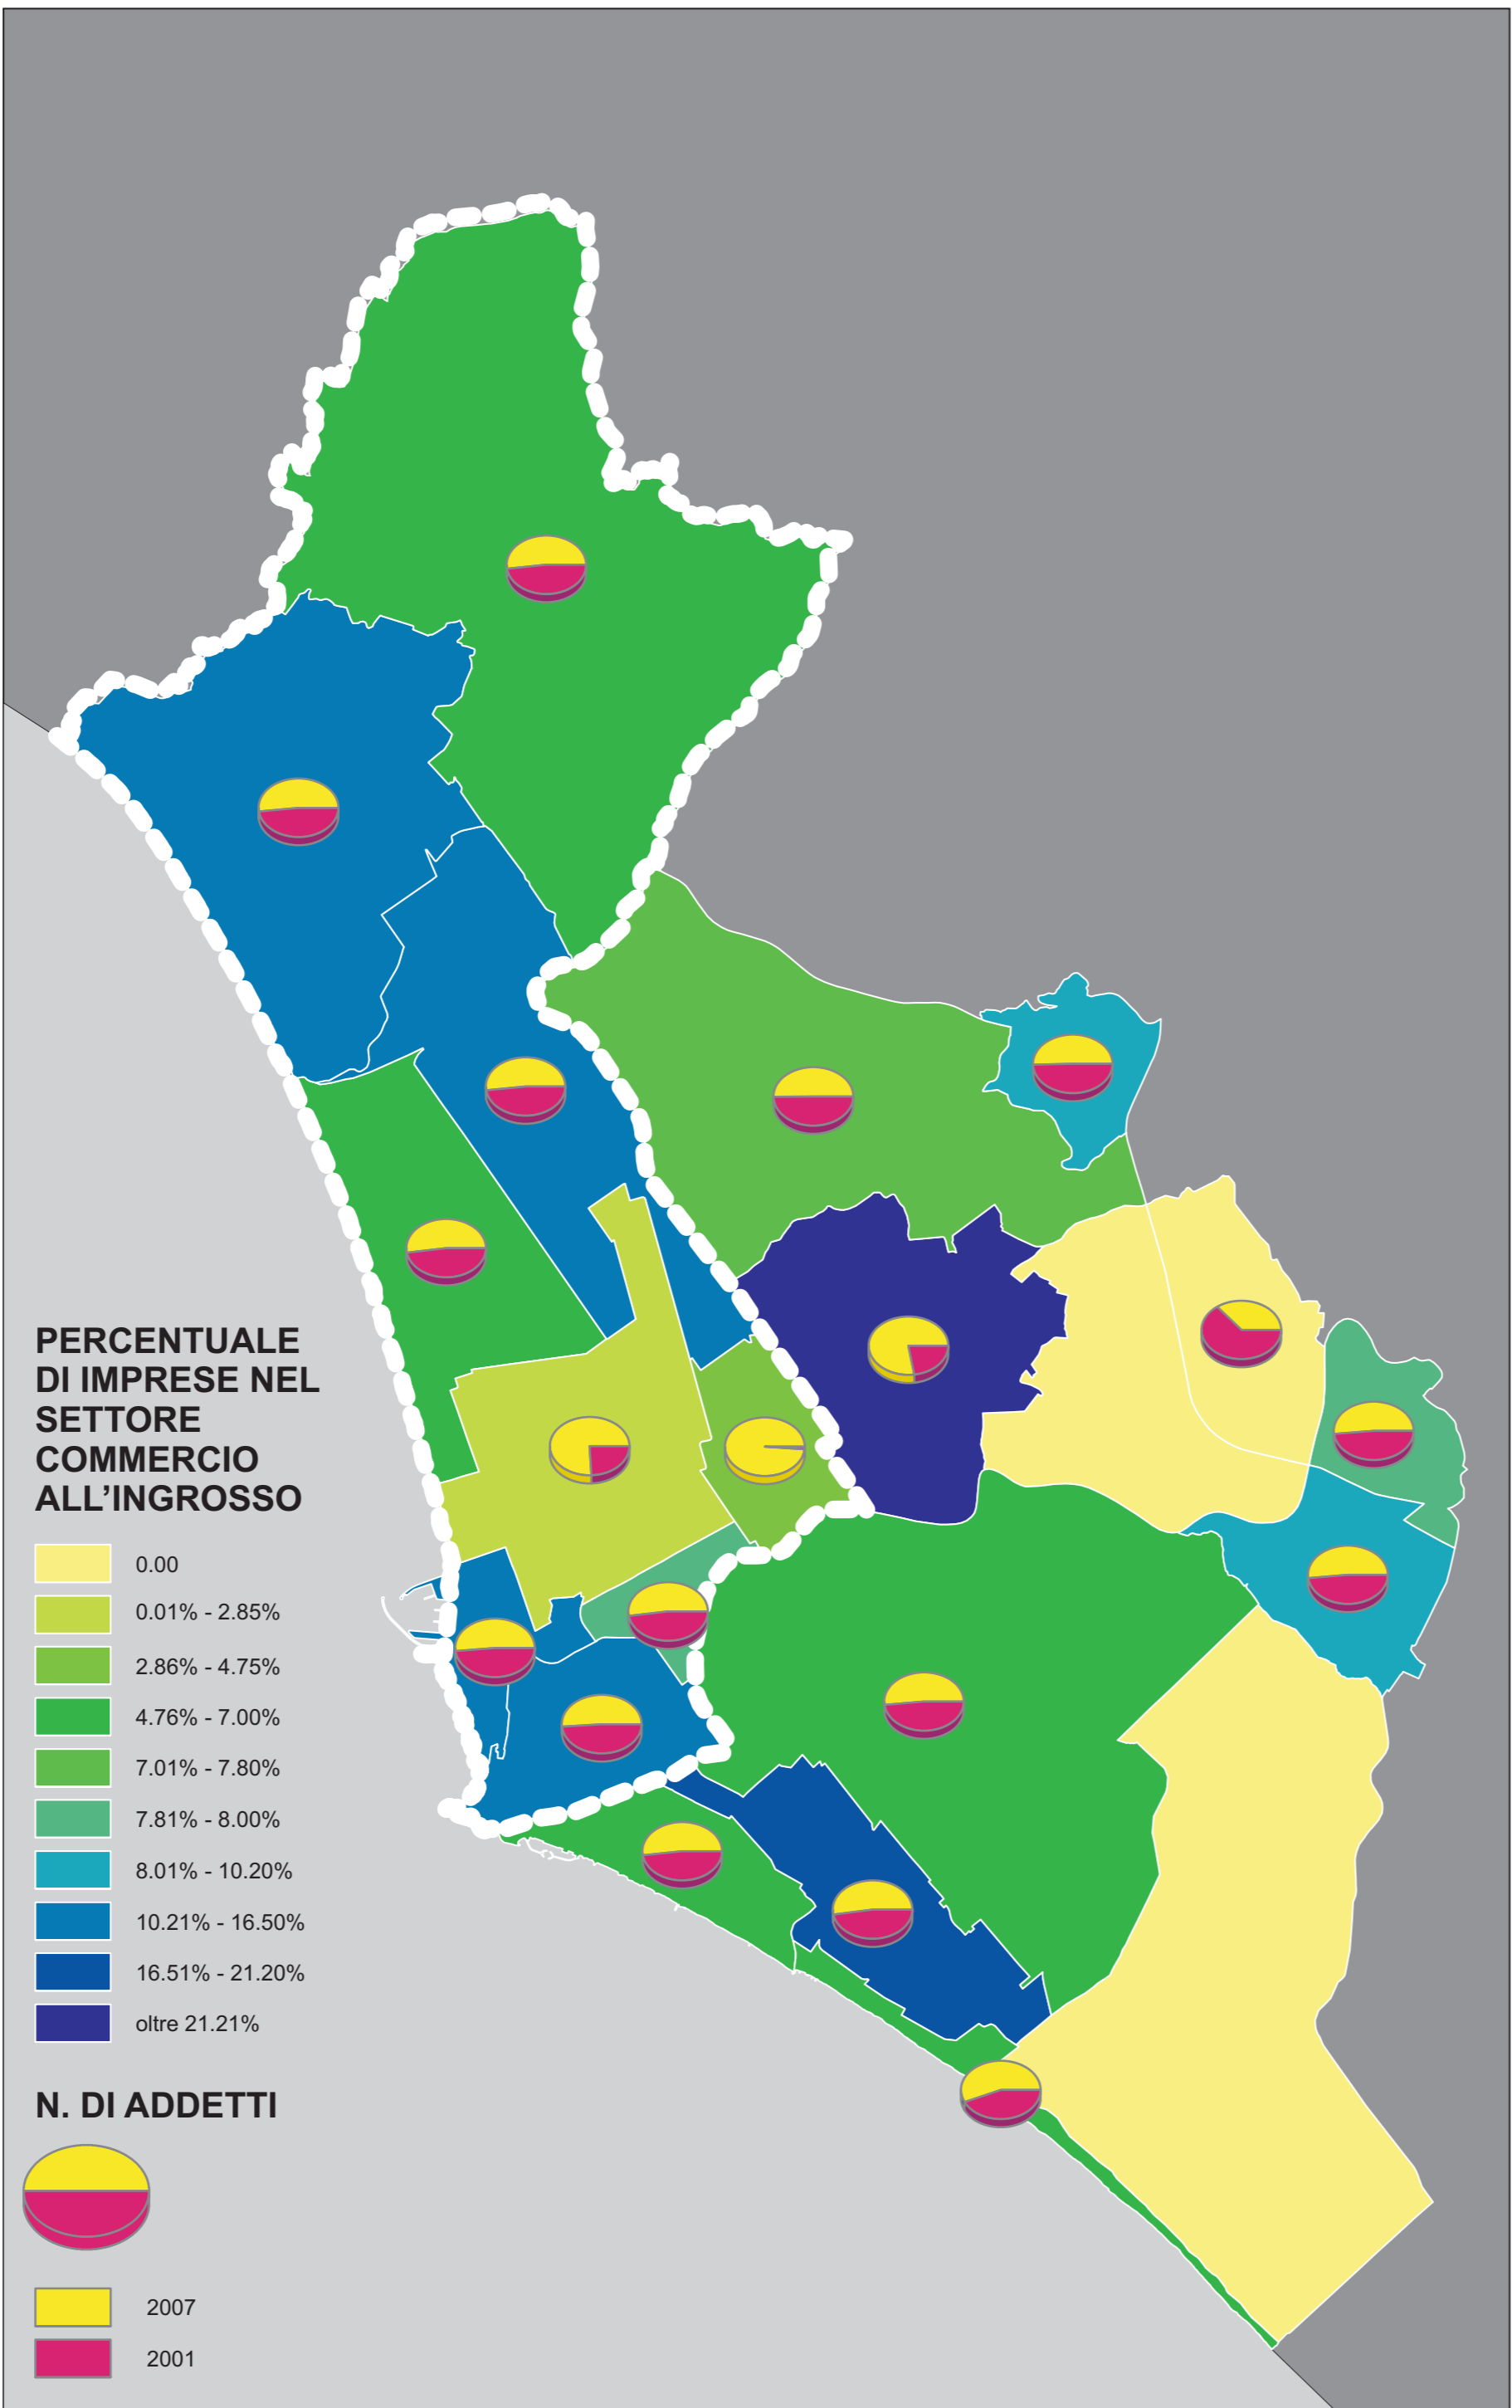 PERCENTUALE
DI IMPRESE NEL
SETTORE
COMMERCIO
ALL’INGROSSO
0.00
0.01% - 2.85%
2.86% - 4.75%
4.76% - 7.00%
7.01% - 7.80%
7.81% - 8.00%
8.01% - 10.20%
10.21% - 16.50%
16.51% - 21.20%
oltre 21.21%
N. DI ADDETTI
2007
2001